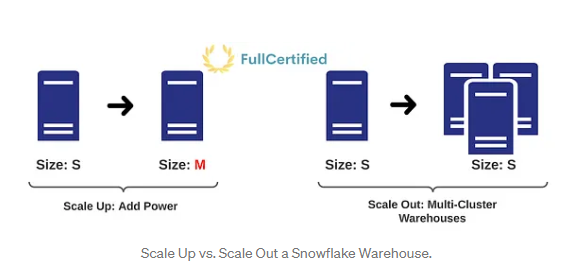 FullCertified
Size: S
Size: M
Size: S
Size: S
Scale Up: Add Power
Scale Out: Multi-Cluster
Warehouses
Scale Up vs. Scale Out a Snowflake Warehouse.